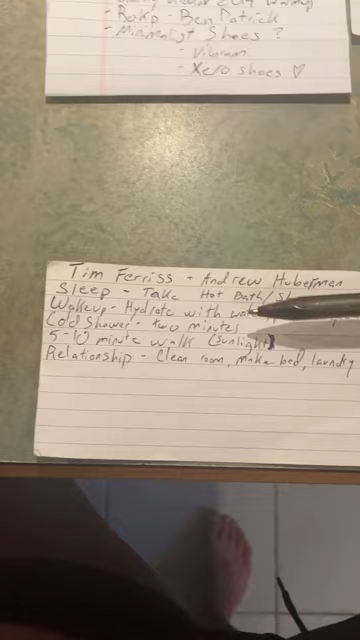 - BoKp - Ben Patrick
- Minimalist Shoes ?
- Vibram
- Xero shoes
Tim Ferriss - Andrew Huberman
Sleep - Take Hot Bath/
Wakeup - Hydrate with
Cold Shower - two minutes
5-10 minute walk (sunlight)
Relationship - Clean room, make bed, laundry